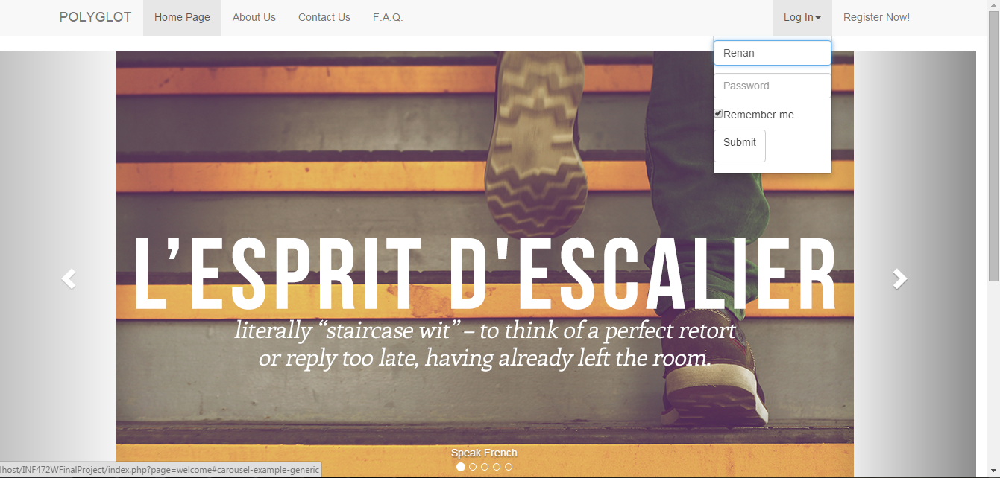 POLYGLOT Home Page About Us Contact Us F.A.Q. Log In Register Now!
Renan
Password
Remember me
Submit
L’ESPRIT D'ESCALIER
literally “staircase wit” – to think of a perfect retort
or reply too late, having already left the room.
Speak French
lhost/INF472WFinalProject/index.php?page=welcome#carousel-example-generic